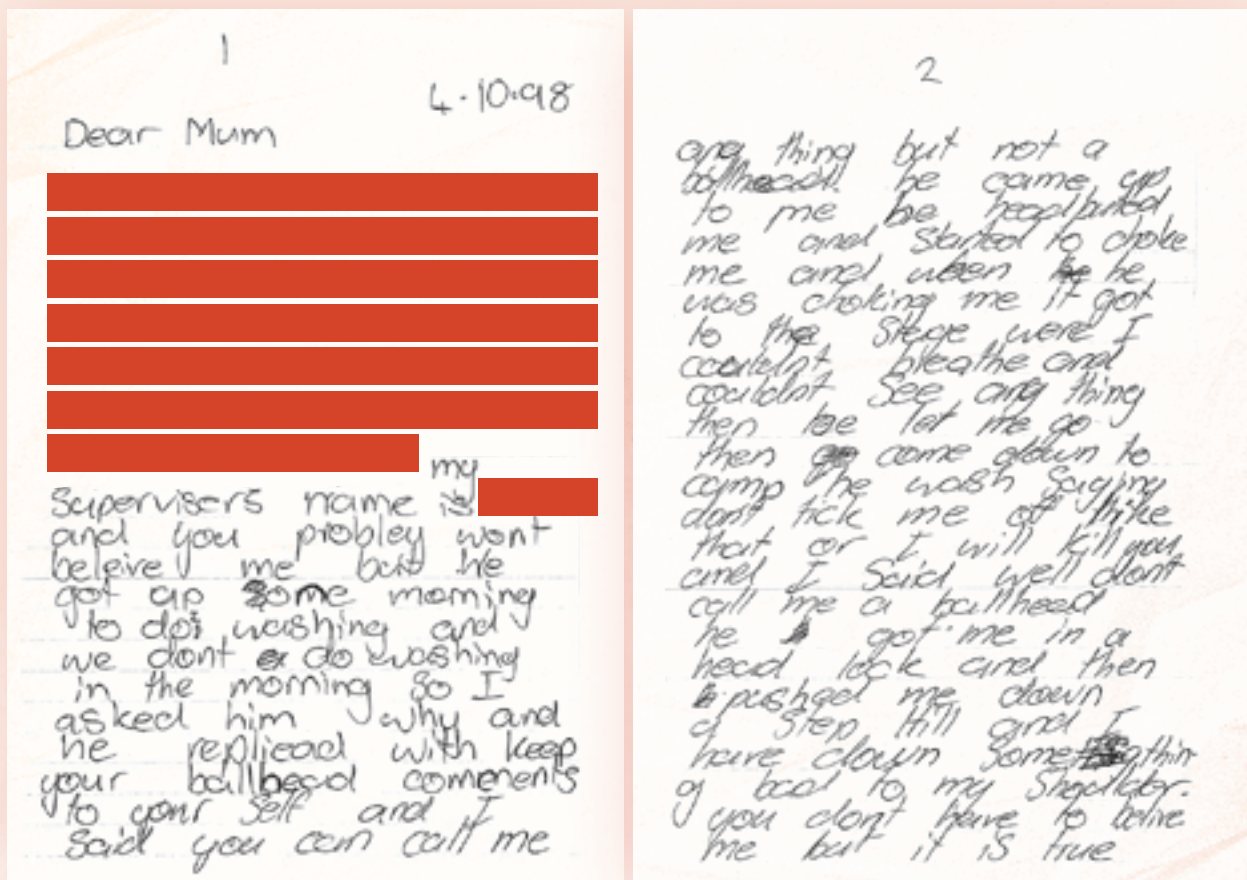 1
4.10.98
Dear Mum
my
supervisers name is
and you probley wont
beleive me but he
got up some morning
to do washing and
we dont do washing
in the morning so I
asked him why and
he replicad with keep
your ballhead coments
to your self and I
said you can call me
2
any thing but not a
ballhead. he came up
to me he headbutted
me and started to choke
me and when he
was choking me it got
to the stege were I
couldnt breathe and
couldnt see any thing
then he let me go
then come down to
camp the wash saying
dont tick me of like
that or I will kill you
and I said well dont
call me a ballhead
he got me in a
head lock and then
pushed me down
a step Hill and I
have down somethin
g bad to my shoulder.
you dont have to belive
me but it is true